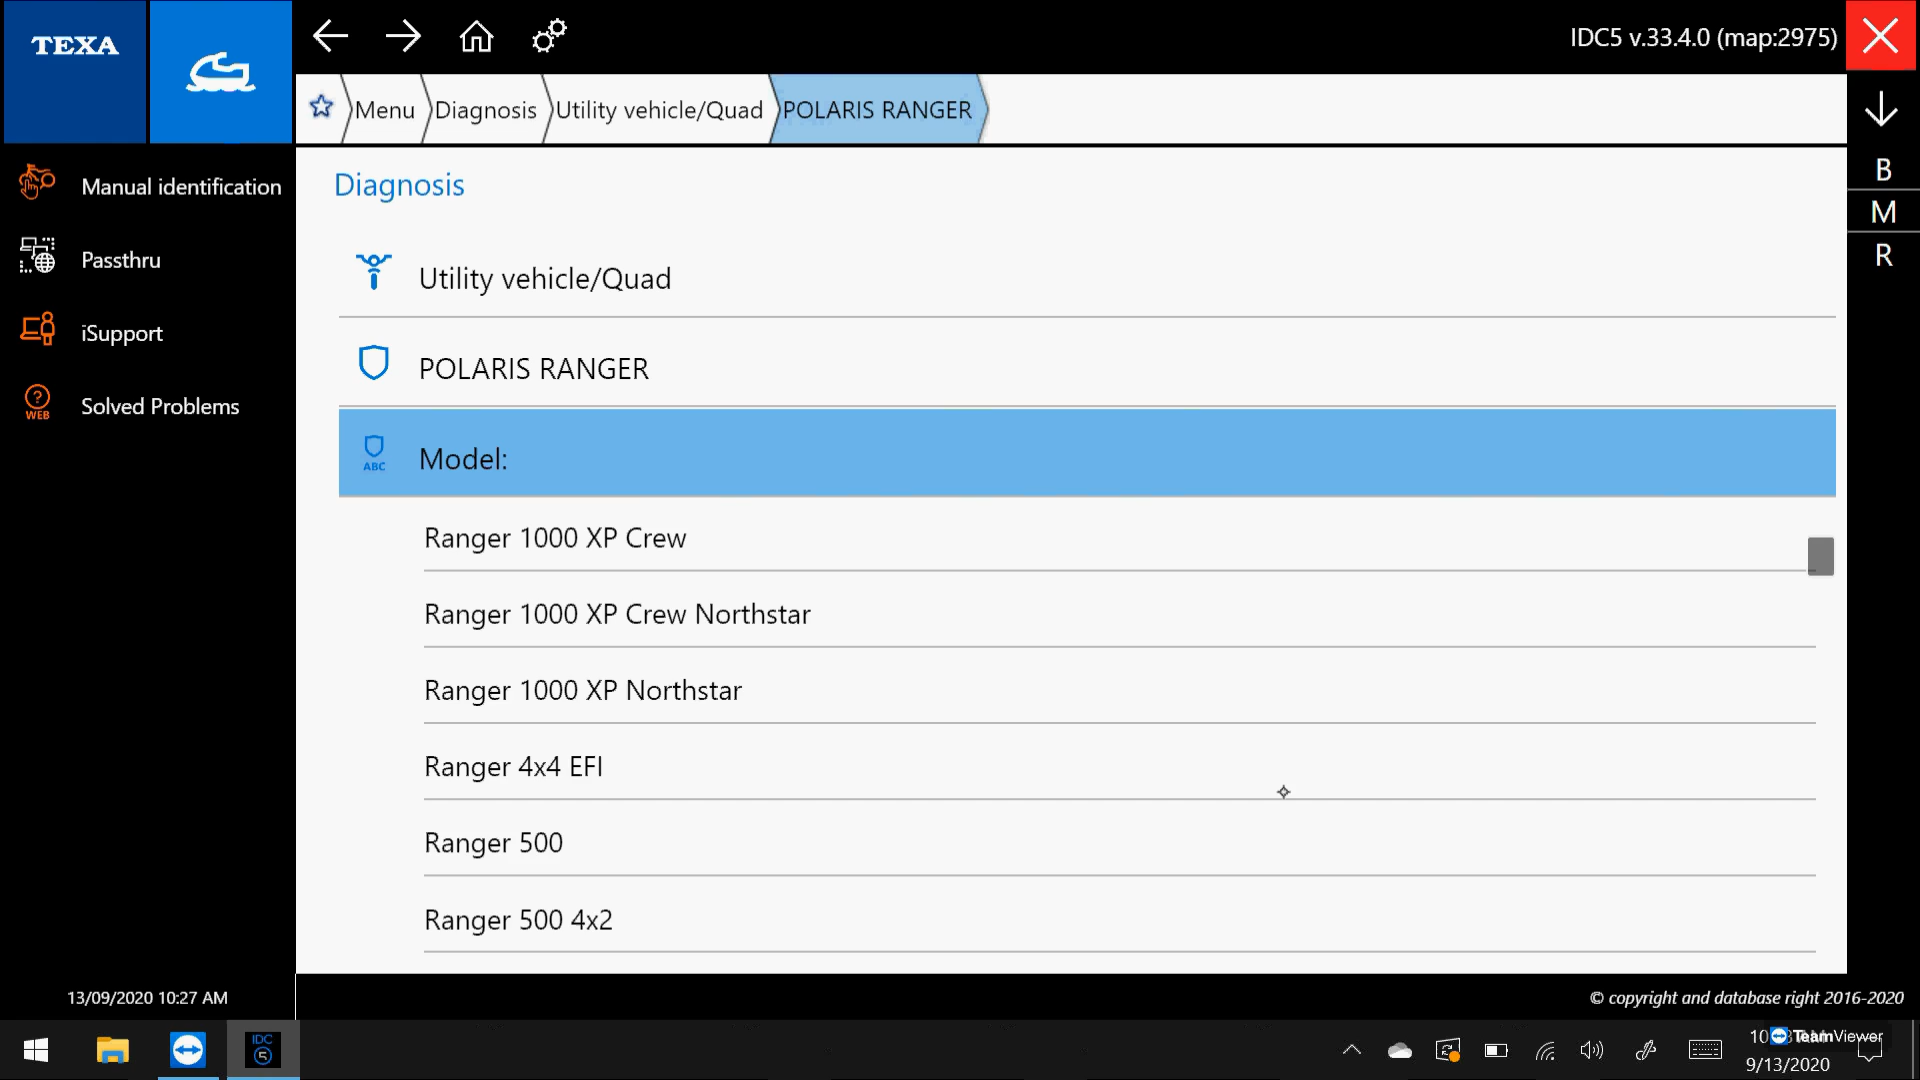 TEXA
IDC5 v.33.4.0 (map:2975)
Menu
Diagnosis
Utility vehicle/Quad
POLARIS RANGER
B
M
R
Manual identification
Passthru
iSupport
WEB
Solved Problems
Diagnosis
Utility vehicle/Quad
POLARIS RANGER
ABC
Model:
Ranger 1000 XP Crew
Ranger 1000 XP Crew Northstar
Ranger 1000 XP Northstar
Ranger 4x4 EFI
Ranger 500
Ranger 500 4x2
13/09/2020 10:27 AM
© copyright and database right 2016-2020
IDC
5
TeamViewer
9/13/2020